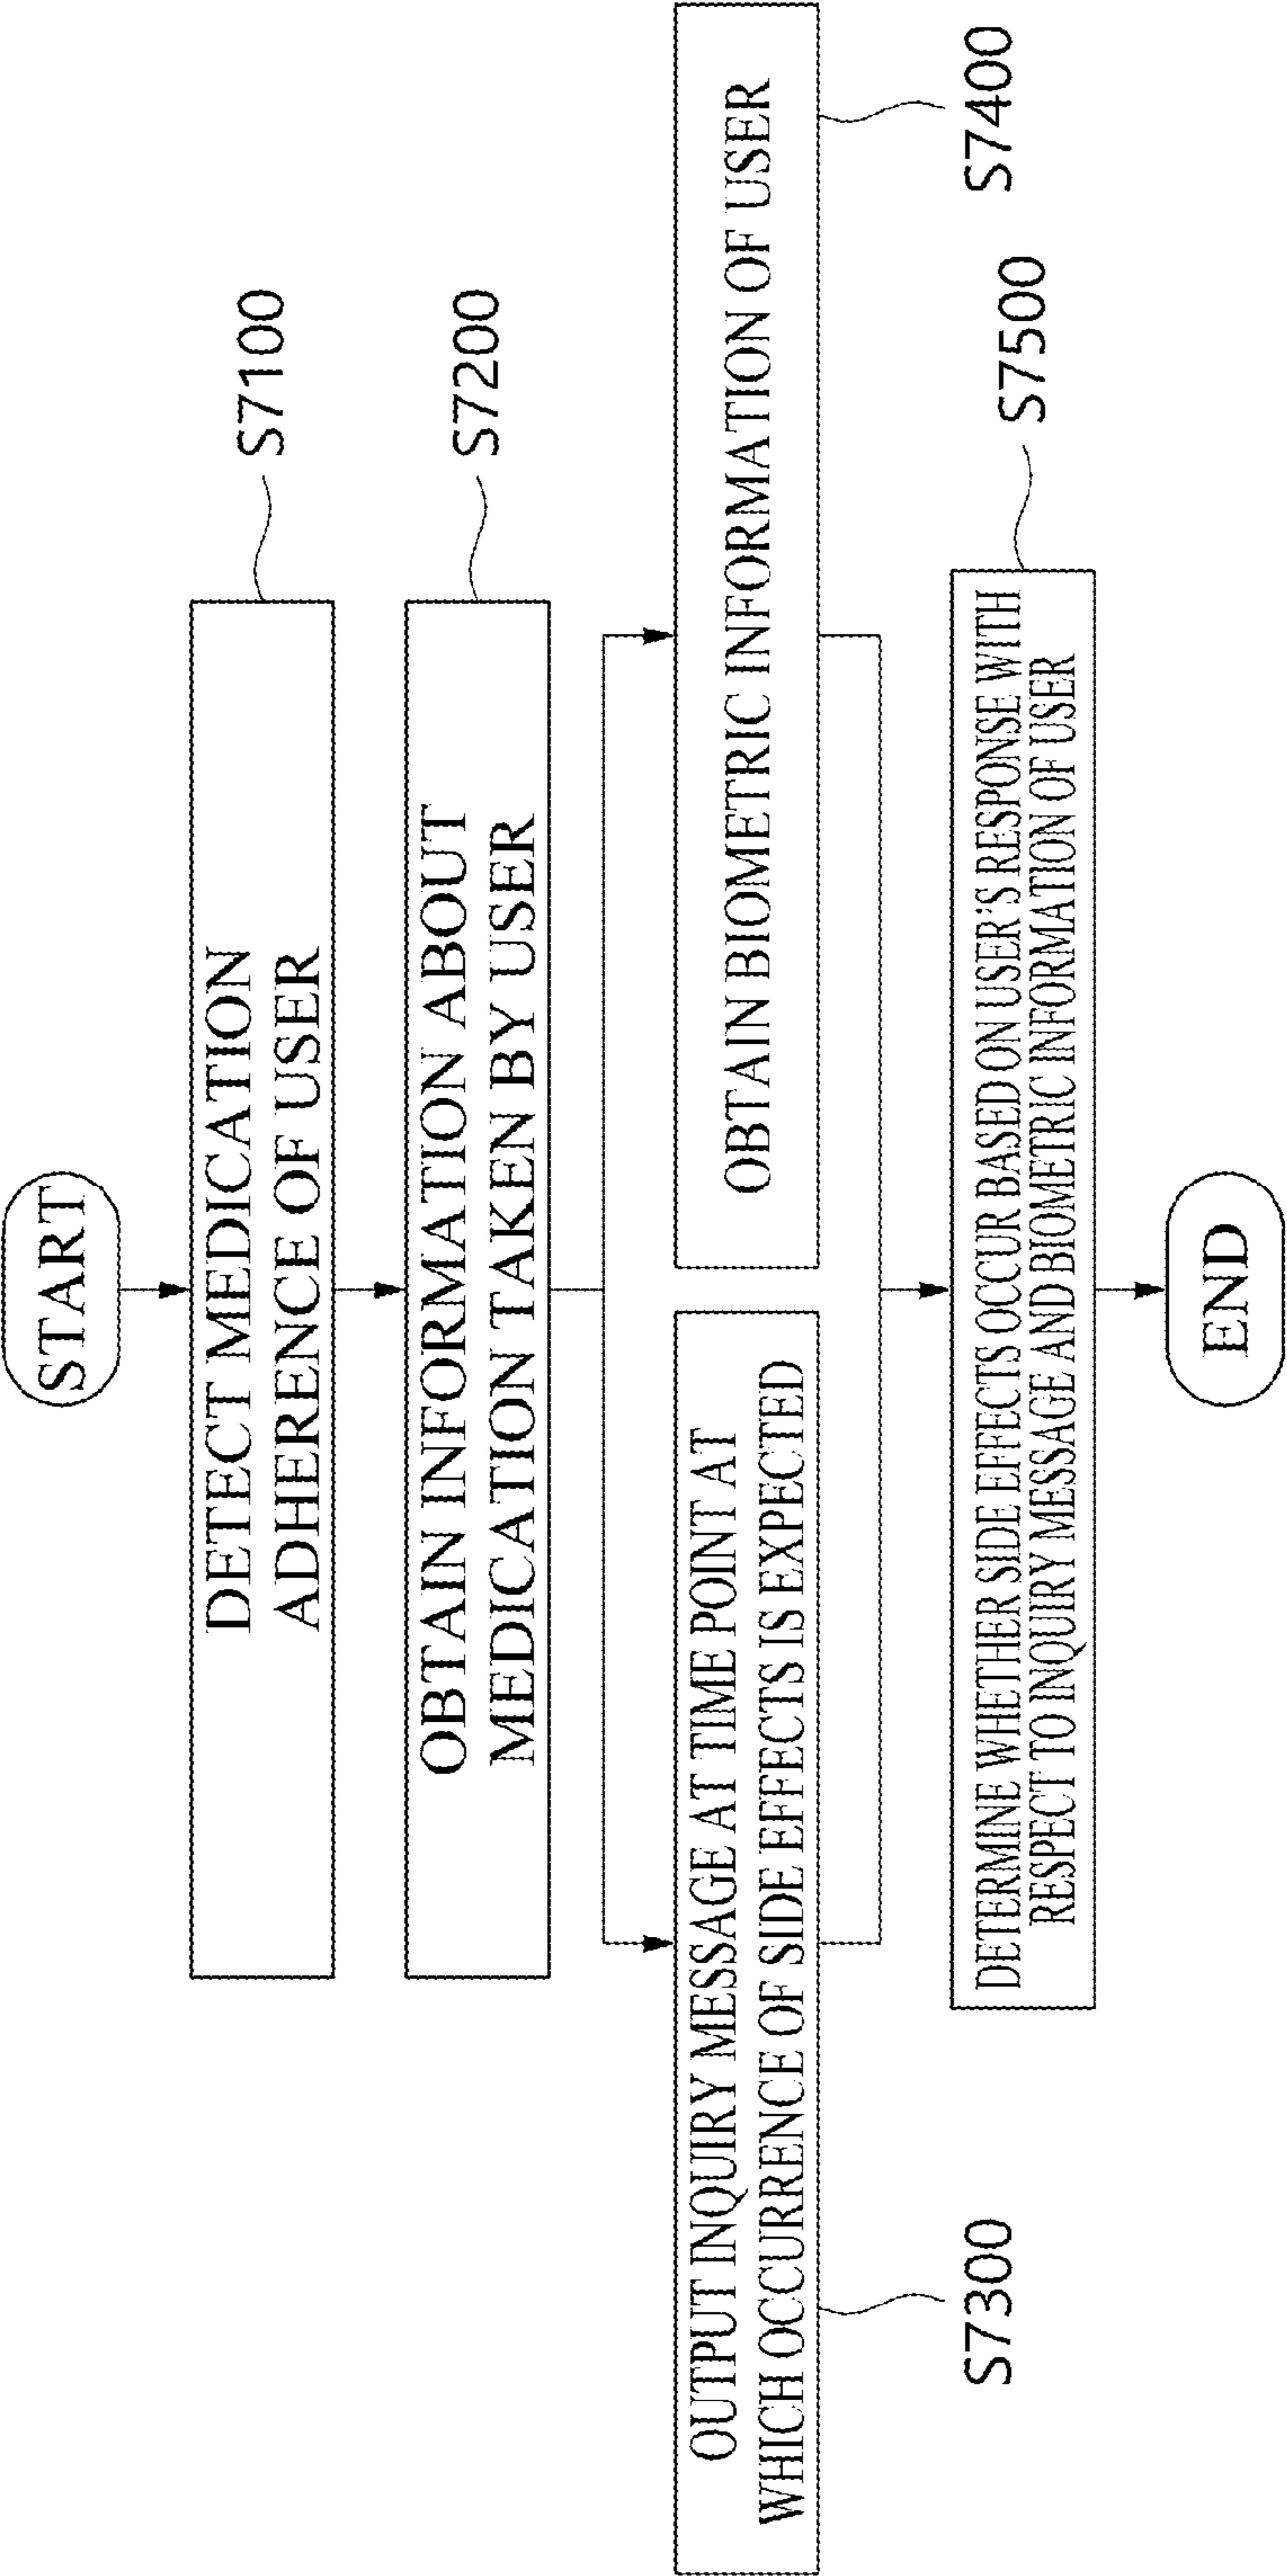 START
DETECT MEDICATION
ADHERENCE OF USER
S7100
OBTAIN INFORMATION ABOUT
MEDICATION TAKEN BY USER
S7200
OUTPUT INQUIRY MESSAGE AT TIME POINT AT
WHICH OCCURRENCE OF SIDE EFFECTS IS EXPECTED
S7300
OBTAIN BIOMETRIC INFORMATION OF USER
S7400
DETERMINE WHETHER SIDE EFFECTS OCCUR BASED ON USER'S RESPONSE WITH
RESPECT TO INQUIRY MESSAGE AND BIOMETRIC INFORMATION OF USER
S7500
END